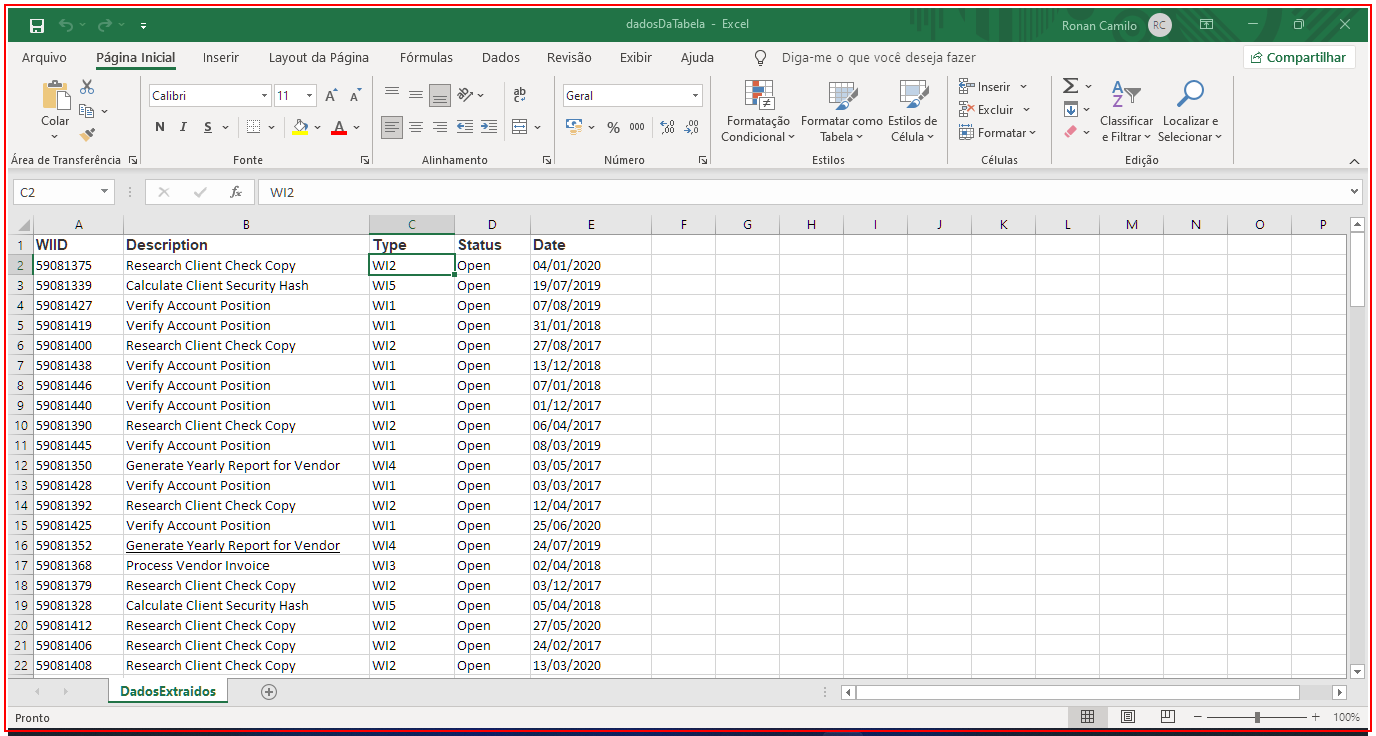 dadosDaTabela - Excel
Ronan Camilo RC
Arquivo Página Inicial Inserir Layout da Página Fórmulas Dados Revisão Exibir Ajuda Diga-me o que você deseja fazer Compartilhar
Colar
Área de Transferência
Calibri 11
N I S
Fonte
ab
c
Alinhamento
Geral
% 000 ,00 ,00
Número
Formatação Condicional
Formatar como Tabela
Estilos de Célula
Estilos
Inserir
Excluir
Formatar
Células
Classificar e Filtrar
Localizar e Selecionar
Edição
C2 fx WI2
A B C D E F G H I J K L M N O P
1 WIID Description Type Status Date
2 59081375 Research Client Check Copy WI2 Open 04/01/2020
3 59081339 Calculate Client Security Hash WI5 Open 19/07/2019
4 59081427 Verify Account Position WI1 Open 07/08/2019
5 59081419 Verify Account Position WI1 Open 31/01/2018
6 59081400 Research Client Check Copy WI2 Open 27/08/2017
7 59081438 Verify Account Position WI1 Open 13/12/2018
8 59081446 Verify Account Position WI1 Open 07/01/2018
9 59081440 Verify Account Position WI1 Open 01/12/2017
10 59081390 Research Client Check Copy WI2 Open 06/04/2017
11 59081445 Verify Account Position WI1 Open 08/03/2019
12 59081350 Generate Yearly Report for Vendor WI4 Open 03/05/2017
13 59081428 Verify Account Position WI1 Open 03/03/2017
14 59081392 Research Client Check Copy WI2 Open 12/04/2017
15 59081425 Verify Account Position WI1 Open 25/06/2020
16 59081352 Generate Yearly Report for Vendor WI4 Open 24/07/2019
17 59081368 Process Vendor Invoice WI3 Open 02/04/2018
18 59081379 Research Client Check Copy WI2 Open 03/12/2017
19 59081328 Calculate Client Security Hash WI5 Open 05/04/2018
20 59081412 Research Client Check Copy WI2 Open 27/05/2020
21 59081406 Research Client Check Copy WI2 Open 24/02/2017
22 59081408 Research Client Check Copy WI2 Open 13/03/2020
DadosExtraidos
Pronto 100%